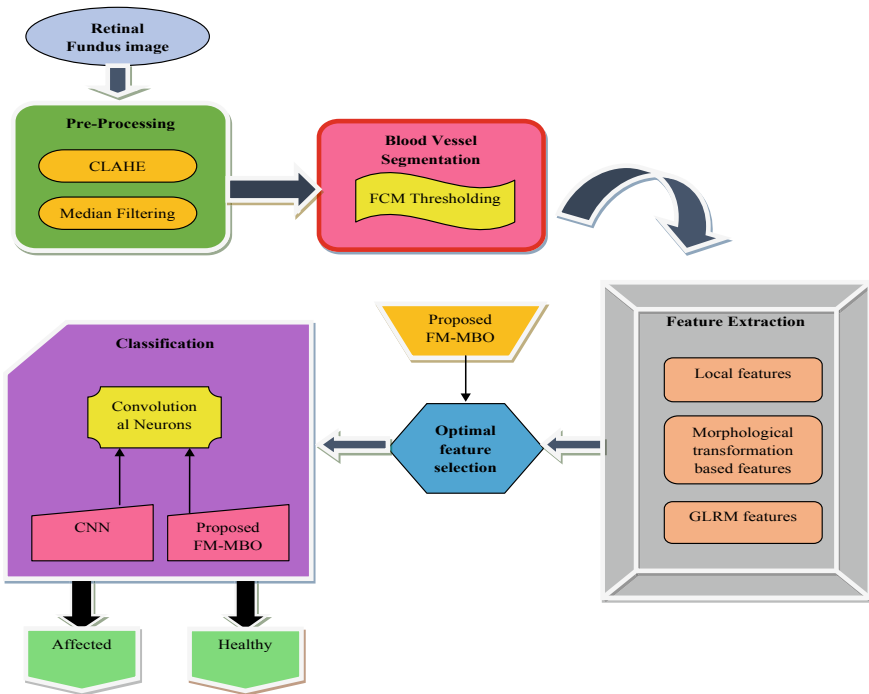 Retinal
Fundus image
Pre-Processing
CLAHE
Median Filtering
Blood Vessel
Segmentation
FCM Thresholding
Feature Extraction
Local features
Morphological
transformation
based features
GLRM features
Proposed
FM-MBO
Optimal
feature
selection
Classification
Convolution
al Neurons
CNN
Proposed
FM-MBO
Affected
Healthy